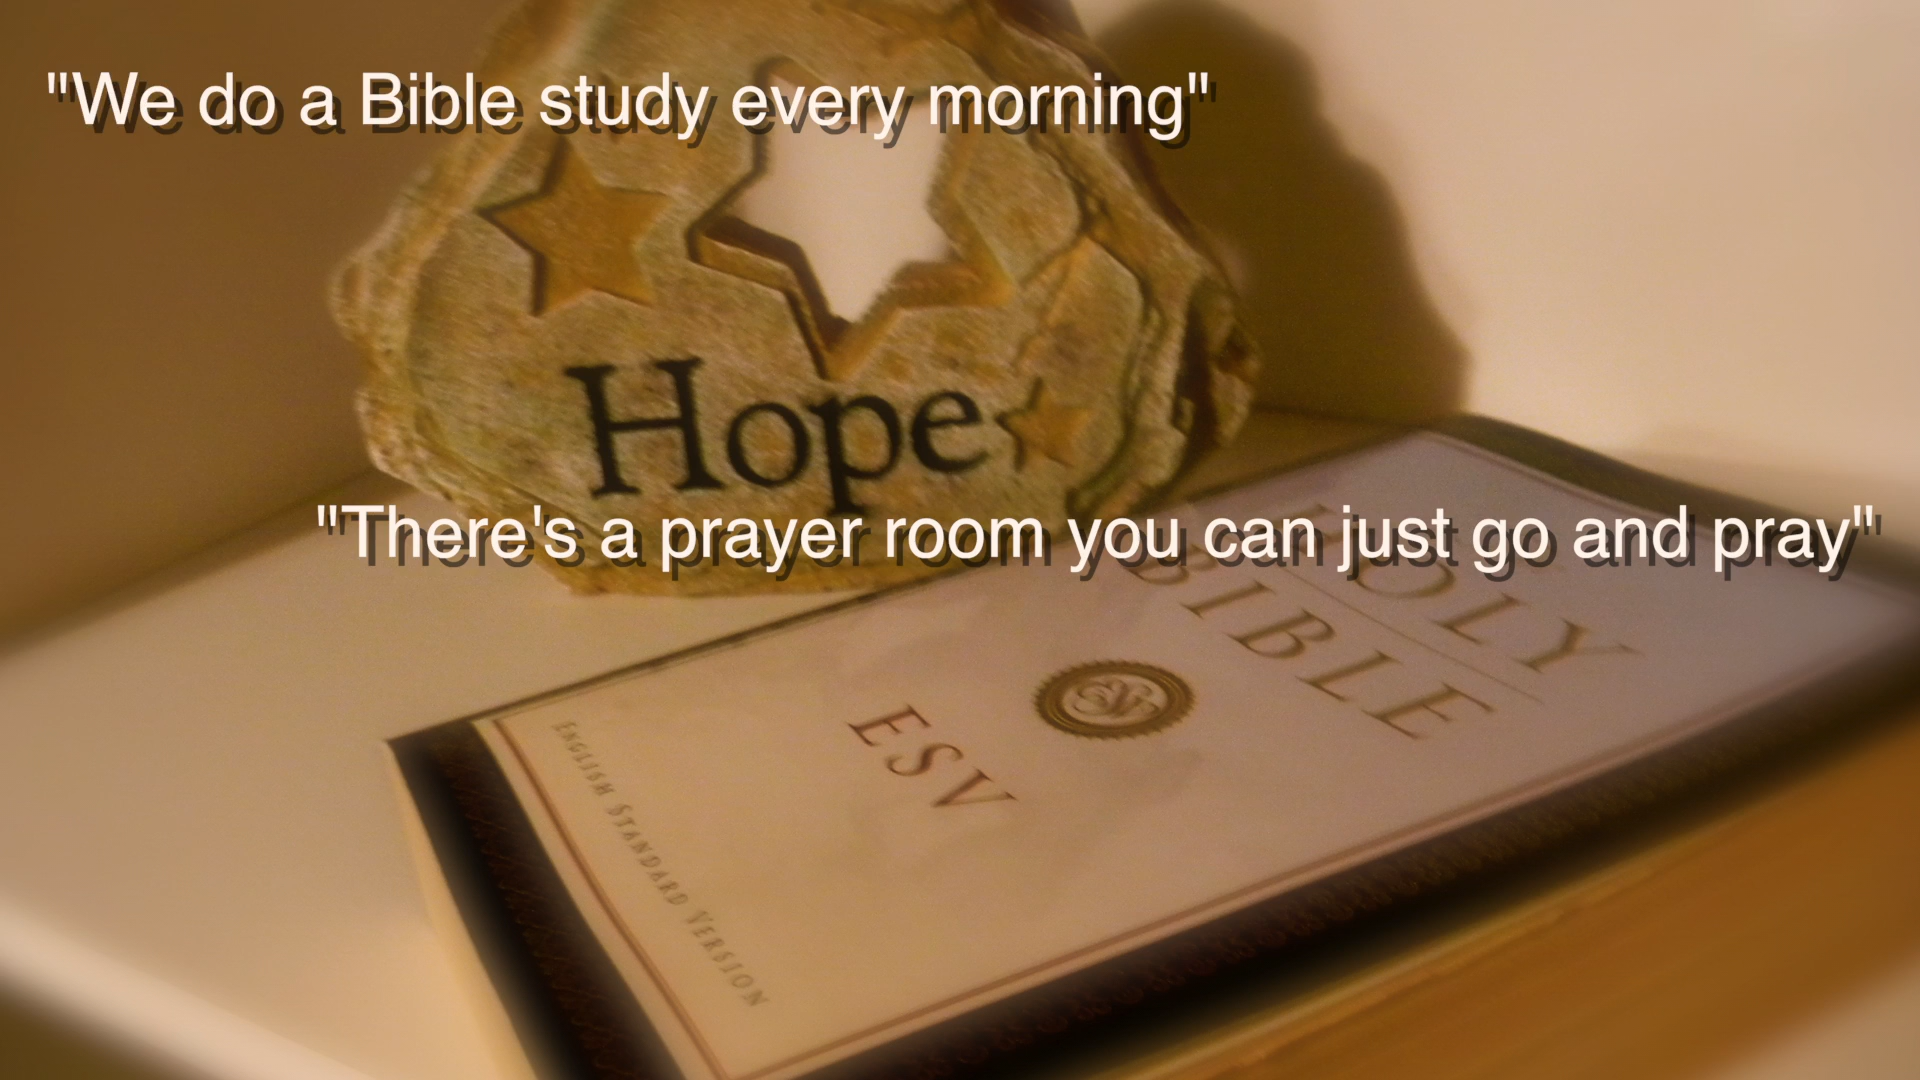 "We do a Bible study every morning"
Hope
"There's a prayer room you can just go and pray"
HOLY
BIBLE
ESV
ENGLISH STANDARD VERSION